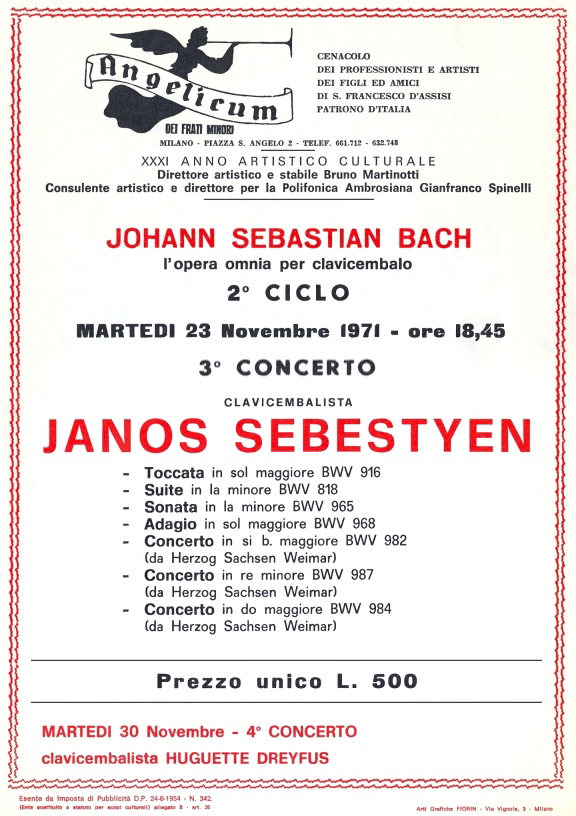 Angelicum
DEI FRATI MINORI
CENACOLO
DEI PROFESSIONISTI E ARTISTI
DEI FIGLI ED AMICI
DI S. FRANCESCO D'ASSISI
PATRONO D'ITALIA
MILANO - PIAZZA S. ANGELO 2 - TELEF. 661.712 - 632.748
XXXI ANNO ARTISTICO CULTURALE
Direttore artistico e stabile Bruno Martinotti
Consulente artistico e direttore per la Polifonica Ambrosiana Gianfranco Spinelli
JOHANN SEBASTIAN BACH
l'opera omnia per clavicembalo
2° CICLO
MARTEDI 23 Novembre 1971 - ore 18,45
3° CONCERTO
CLAVICEMBALISTA
JANOS SEBESTYEN
- Toccata in sol maggiore BWV 916
- Suite in la minore BWV 818
- Sonata in la minore BWV 965
- Adagio in sol maggiore BWV 968
- Concerto in si b. maggiore BWV 982
(da Herzog Sachsen Weimar)
- Concerto in re minore BWV 987
(da Herzog Sachsen Weimar)
- Concerto in do maggiore BWV 984
(da Herzog Sachsen Weimar)
Prezzo unico L. 500
MARTEDI 30 Novembre - 4° CONCERTO
clavicembalista HUGUETTE DREYFUS
Esente da Imposta di Pubblicità D.P. 24-6-1954 - N. 342.
(Ente costituito a statuto per scopi culturali) allegato B - art. 20
Arti Grafiche FIORIN - Via Vignola, 3 - Milano